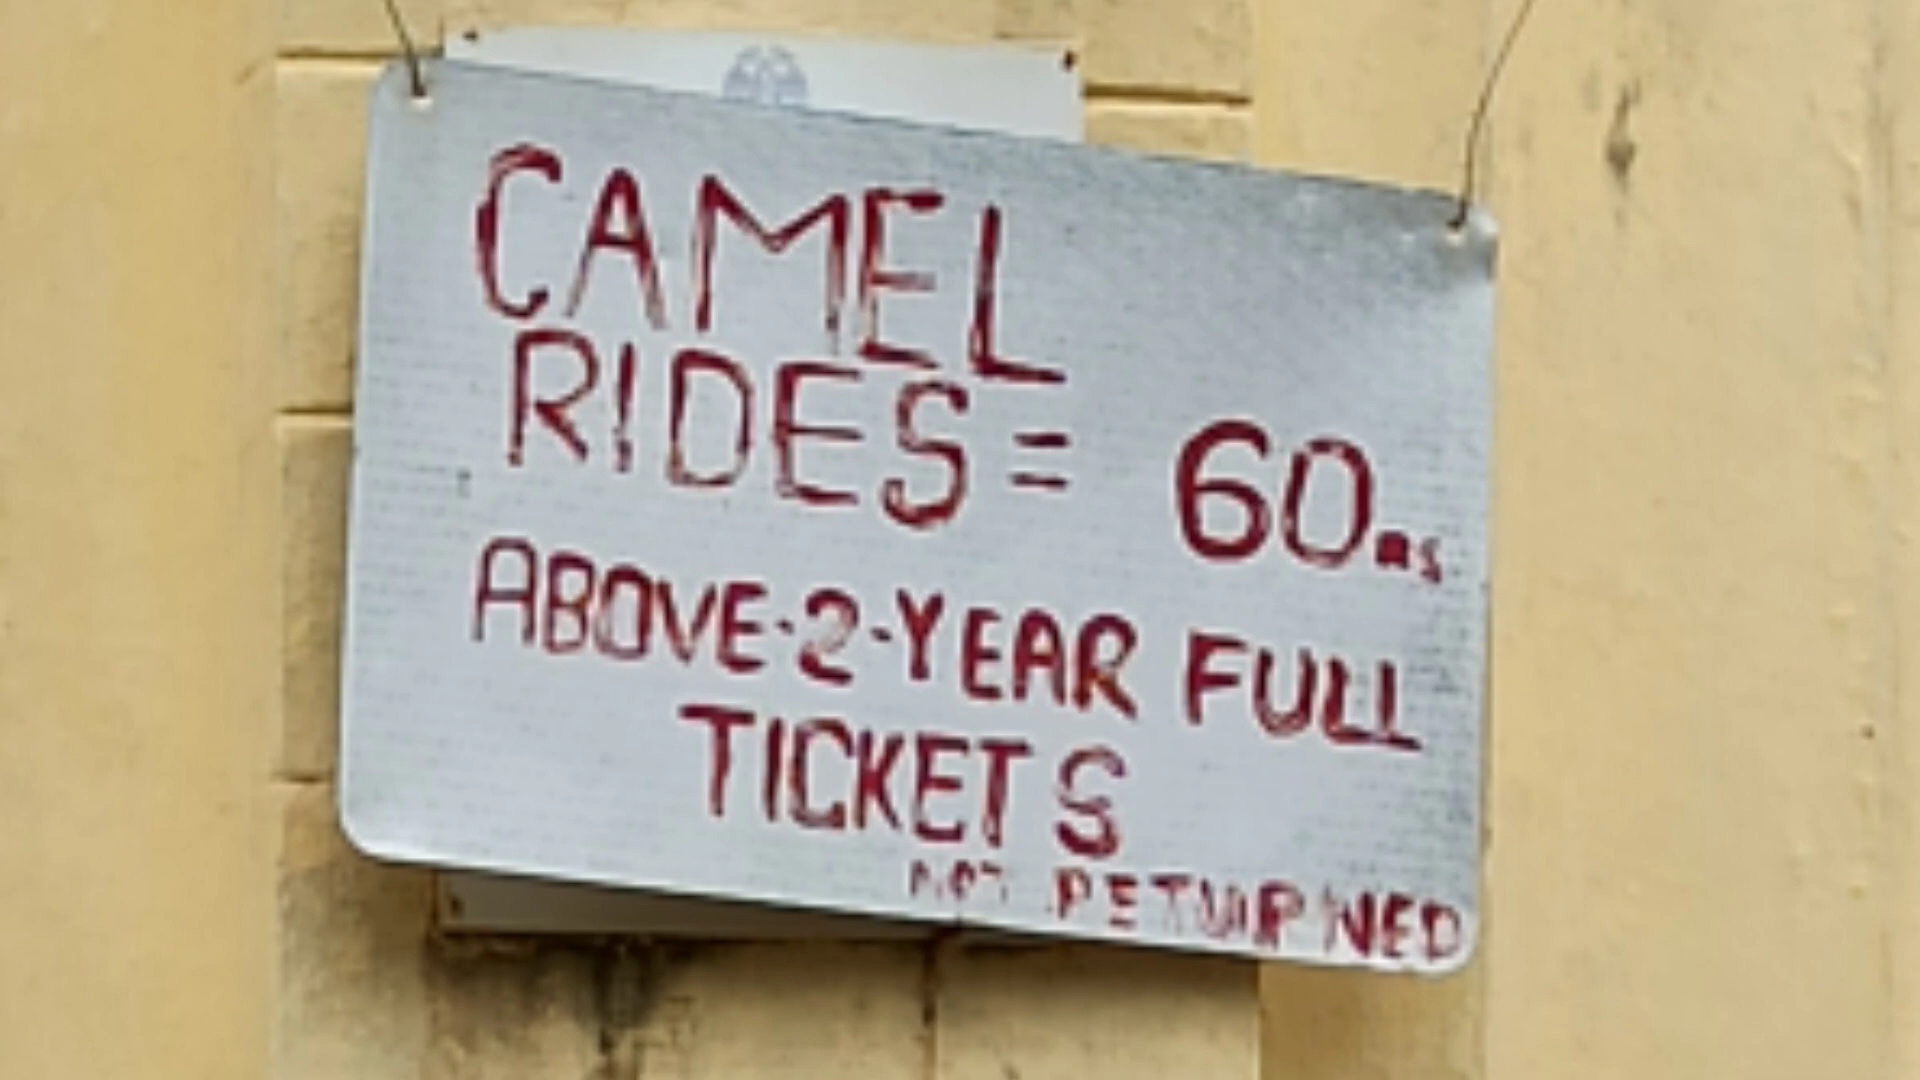 CAMEL
RIDES = 60.Rs
ABOVE-2-YEAR FULL
TICKETS
NOT RETURNED